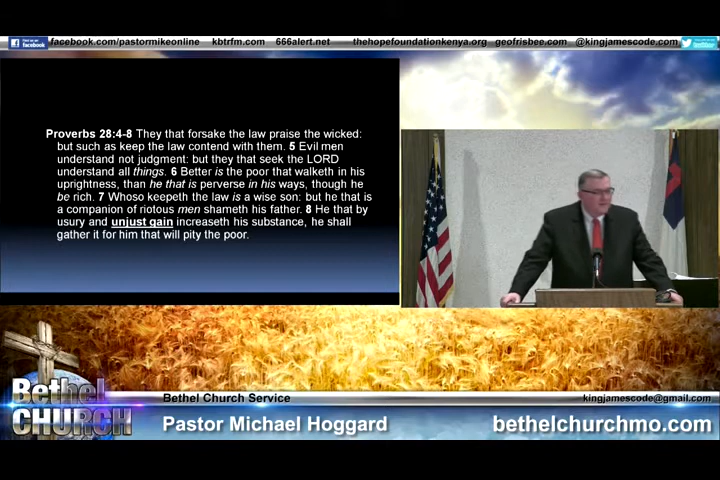 Find us on facebook
facebook.com/pastormikeonline kbtrfm.com 666alert.net thehopefoundationkenya.org geofrisbee.com @kingjamescode.com
twitter
Proverbs 28:4-8 They that forsake the law praise the wicked:
but such as keep the law contend with them. 5 Evil men
understand not judgment: but they that seek the LORD
understand all things. 6 Better is the poor that walketh in his
uprightness, than he that is perverse in his ways, though he
be rich. 7 Whoso keepeth the law is a wise son: but he that is
a companion of riotous men shameth his father. 8 He that by
usury and unjust gain increaseth his substance, he shall
gather it for him that will pity the poor.
Bethel
CHURCH
Bethel Church Service kingjamescode@gmail.com
Pastor Michael Hoggard bethelchurchmo.com